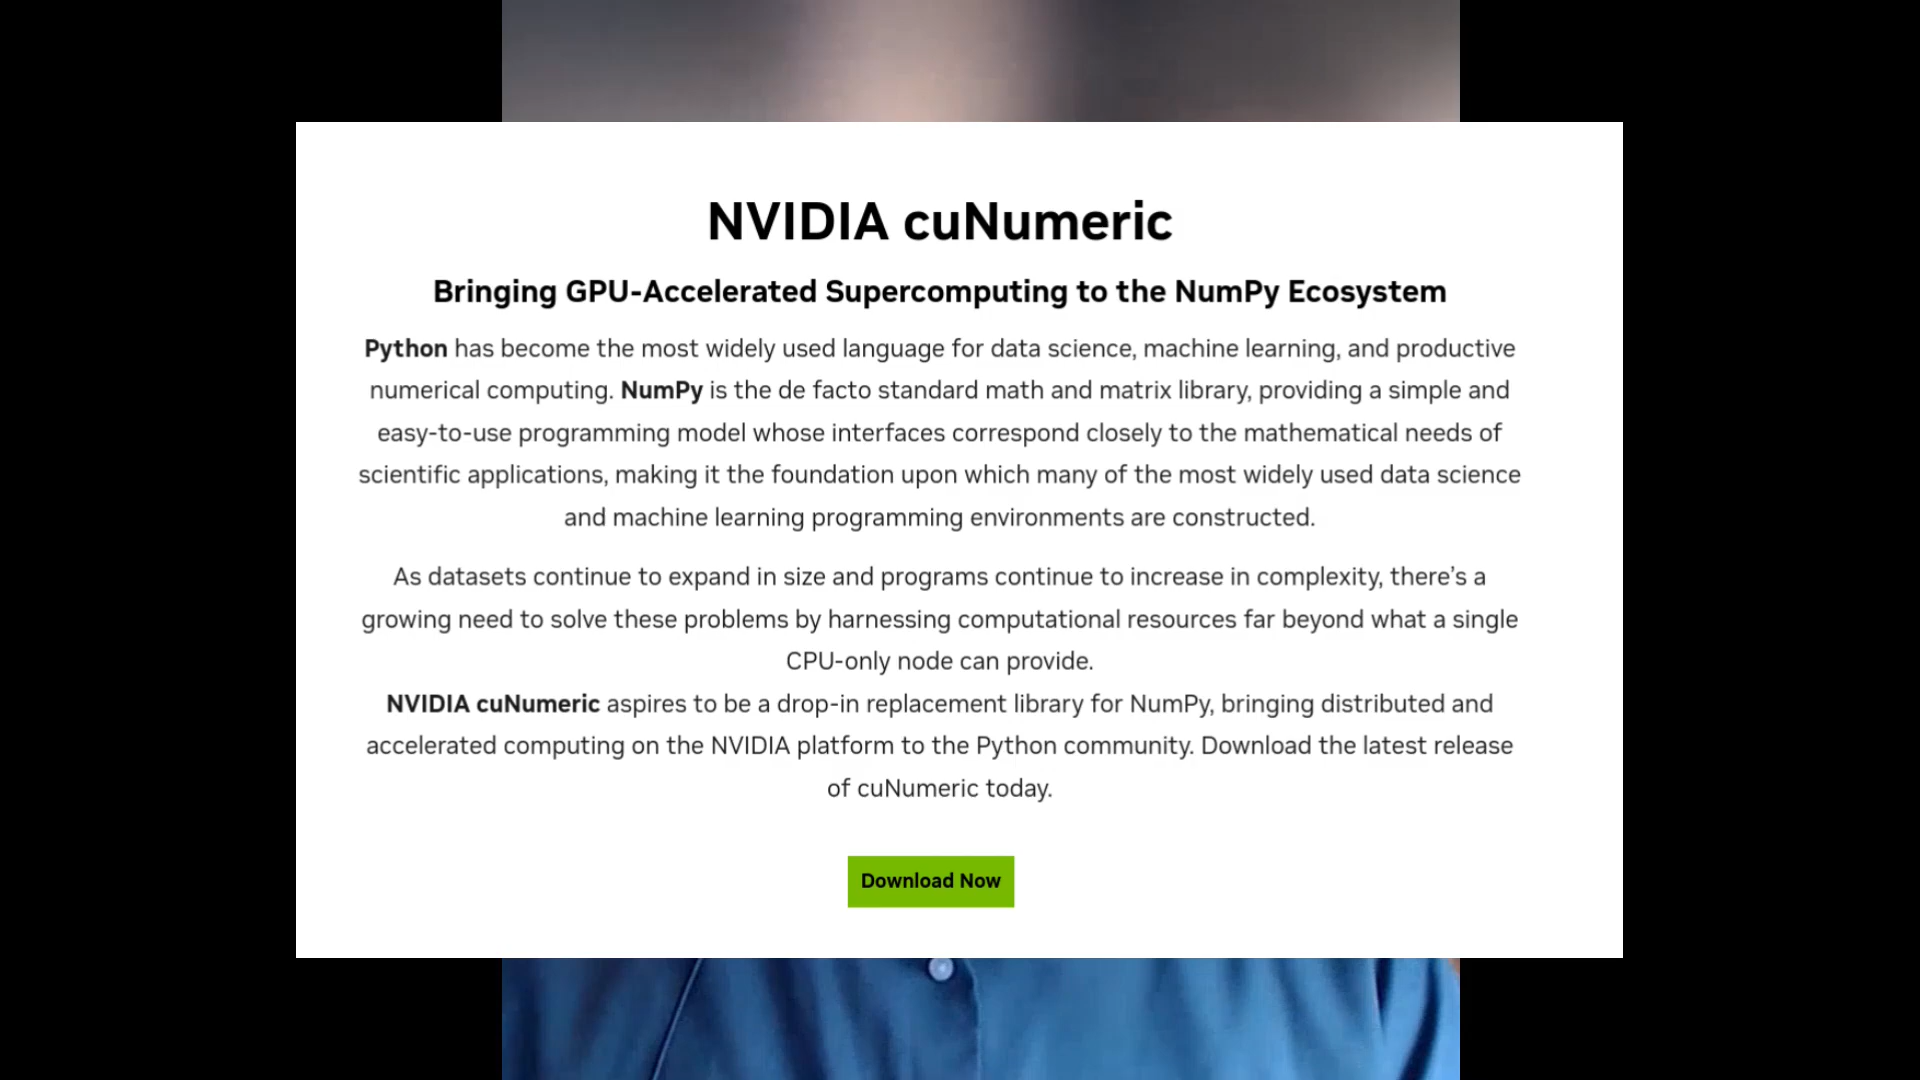 NVIDIA cuNumeric
Bringing GPU-Accelerated Supercomputing to the NumPy Ecosystem
Python has become the most widely used language for data science, machine learning, and productive
numerical computing. NumPy is the de facto standard math and matrix library, providing a simple and
easy-to-use programming model whose interfaces correspond closely to the mathematical needs of
scientific applications, making it the foundation upon which many of the most widely used data science
and machine learning programming environments are constructed.
As datasets continue to expand in size and programs continue to increase in complexity, there’s a
growing need to solve these problems by harnessing computational resources far beyond what a single
CPU-only node can provide.
NVIDIA cuNumeric aspires to be a drop-in replacement library for NumPy, bringing distributed and
accelerated computing on the NVIDIA platform to the Python community. Download the latest release
of cuNumeric today.
Download Now